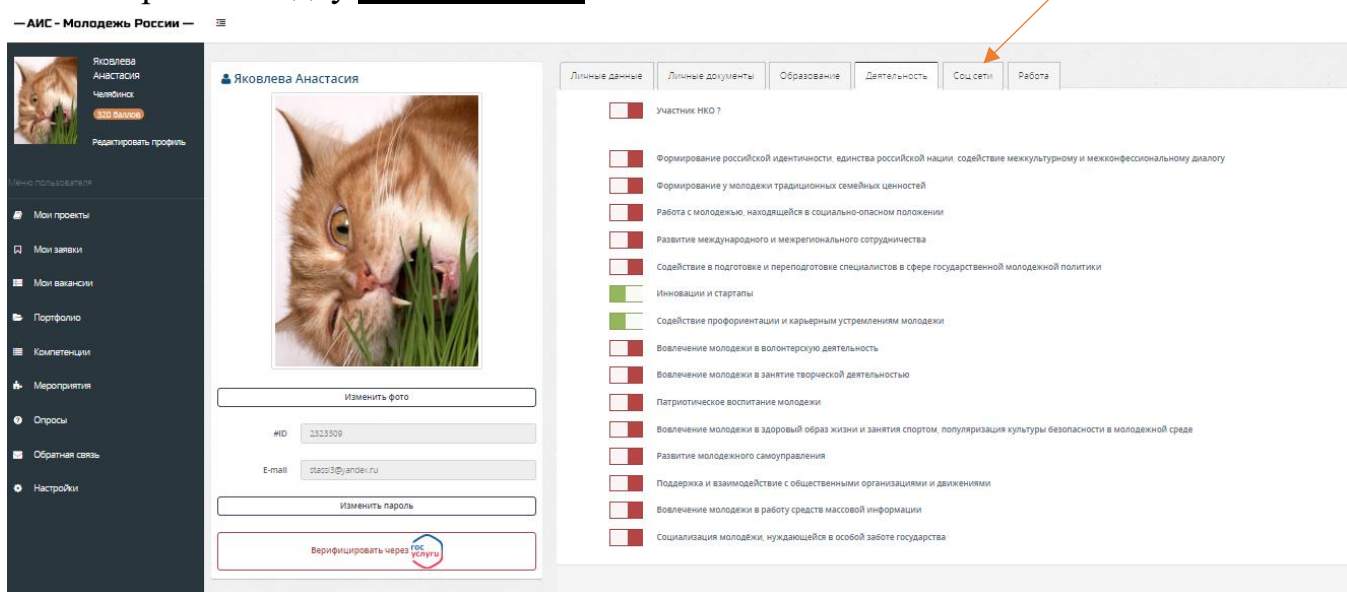 —АИС - Молодежь России —
Яковлева
Анастасия
Челябинск
320 баллов
Редактировать профиль
Меню пользователя
Мои проекты
Мои заявки
Мои вакансии
Портфолио
Компетенции
Мероприятия
Опросы
Обратная связь
Настройки
Яковлева Анастасия
Изменить фото
#ID 2323309
E-mail stassi3@yandex.ru
Изменить пароль
Верифицировать через госуслуги
Личные данные Личные документы Образование Деятельность Соц.сети Работа
Участник НКО ?
Формирование российской идентичности, единства российской нации, содействие межкультурному и межконфессиональному диалогу
Формирование у молодежи традиционных семейных ценностей
Работа с молодежью, находящейся в социально-опасном положении
Развитие международного и межрегионального сотрудничества
Содействие в подготовке и переподготовке специалистов в сфере государственной молодежной политики
Инновации и стартапы
Содействие профориентации и карьерным устремлениям молодежи
Вовлечение молодежи в волонтерскую деятельность
Вовлечение молодежи в занятие творческой деятельностью
Патриотическое воспитание молодежи
Вовлечение молодежи в здоровый образ жизни и занятия спортом, популяризация культуры безопасности в молодежной среде
Развитие молодежного самоуправления
Поддержка и взаимодействие с общественными организациями и движениями
Вовлечение молодежи в работу средств массовой информации
Социализация молодёжи, нуждающейся в особой заботе государства